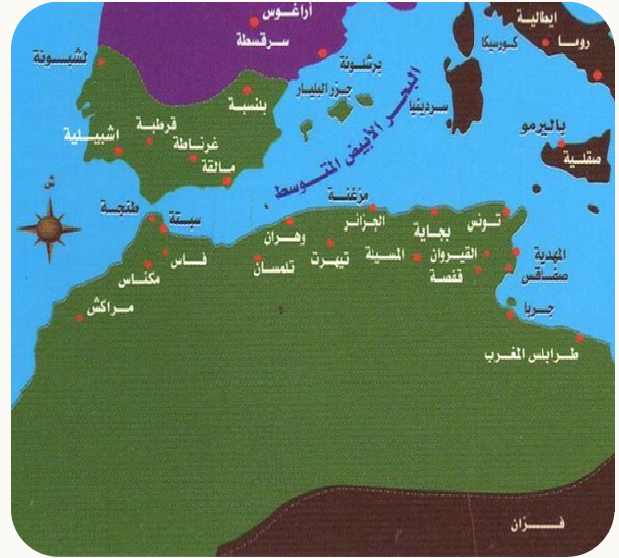 أراغوس
سرقسطة
ايطالية
كورسيكا
روما
لشبونة
برشلونة
جزر البليار
بلنسية
سردينيا
قرطبة
اشبيلية
غرناطة
مالقة
باليرمو
صقلية
البحر الأبيض المتوسط
ش
طنجة
سبتة
مزغنة
الجزائر
وهران
بجاية
تونس
فاس
مكناس
تلمسان
تيهرت
المسيلة
القيروان
قفصة
المهدية
صفاقس
مراكش
جربا
طرابلس المغرب
فزان